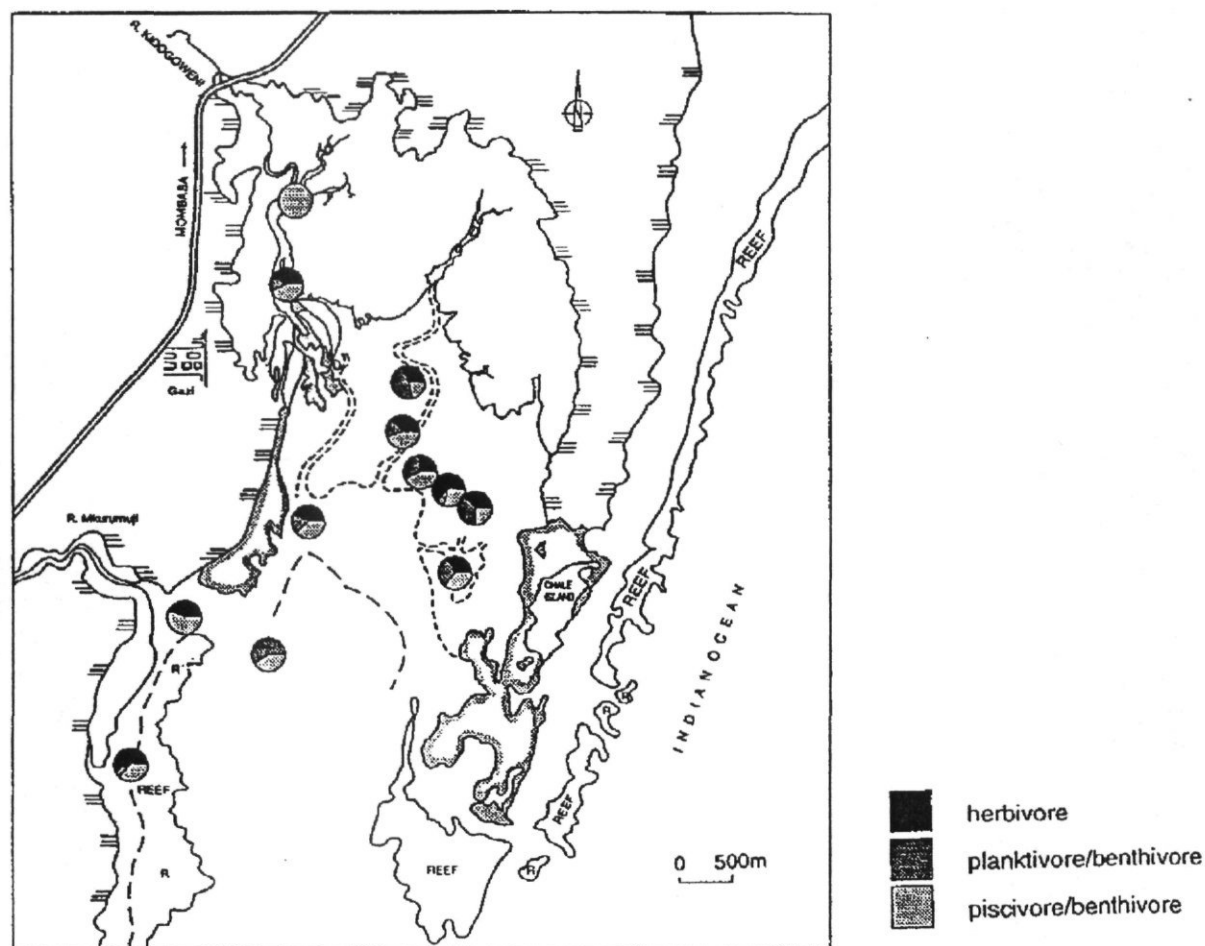 R. KIDOGOWENI
N
MOMBASA
REEF
Gazi
R. Mkurumuji
CHALE
ISLAND
REEF
INDIAN OCEAN
R
R
R
REEF
REEF
R
REEF
R
0 500m
herbivore
planktivore/benthivore
piscivore/benthivore